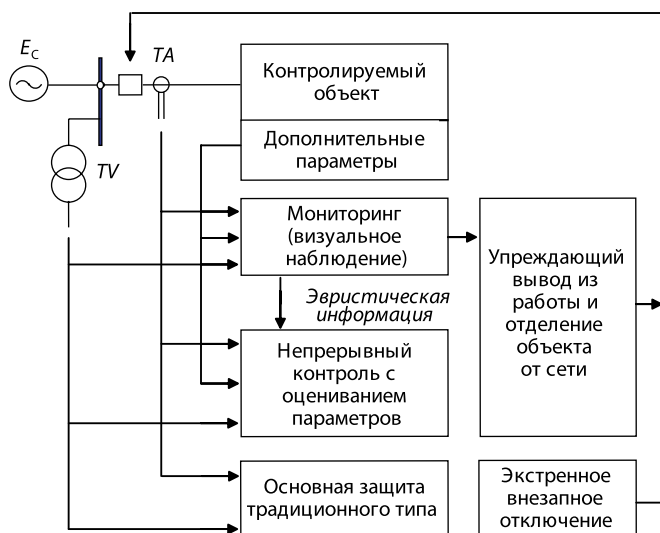 E_C
TA
TV
Контролируемый
объект
Дополнительные
параметры
Мониторинг
(визуальное
наблюдение)
Эвристическая
информация
Непрерывный
контроль с
оцениванием
параметров
Упреждающий
вывод из
работы и
отделение
объекта
от сети
Основная защита
традиционного типа
Экстренное
внезапное
отключение